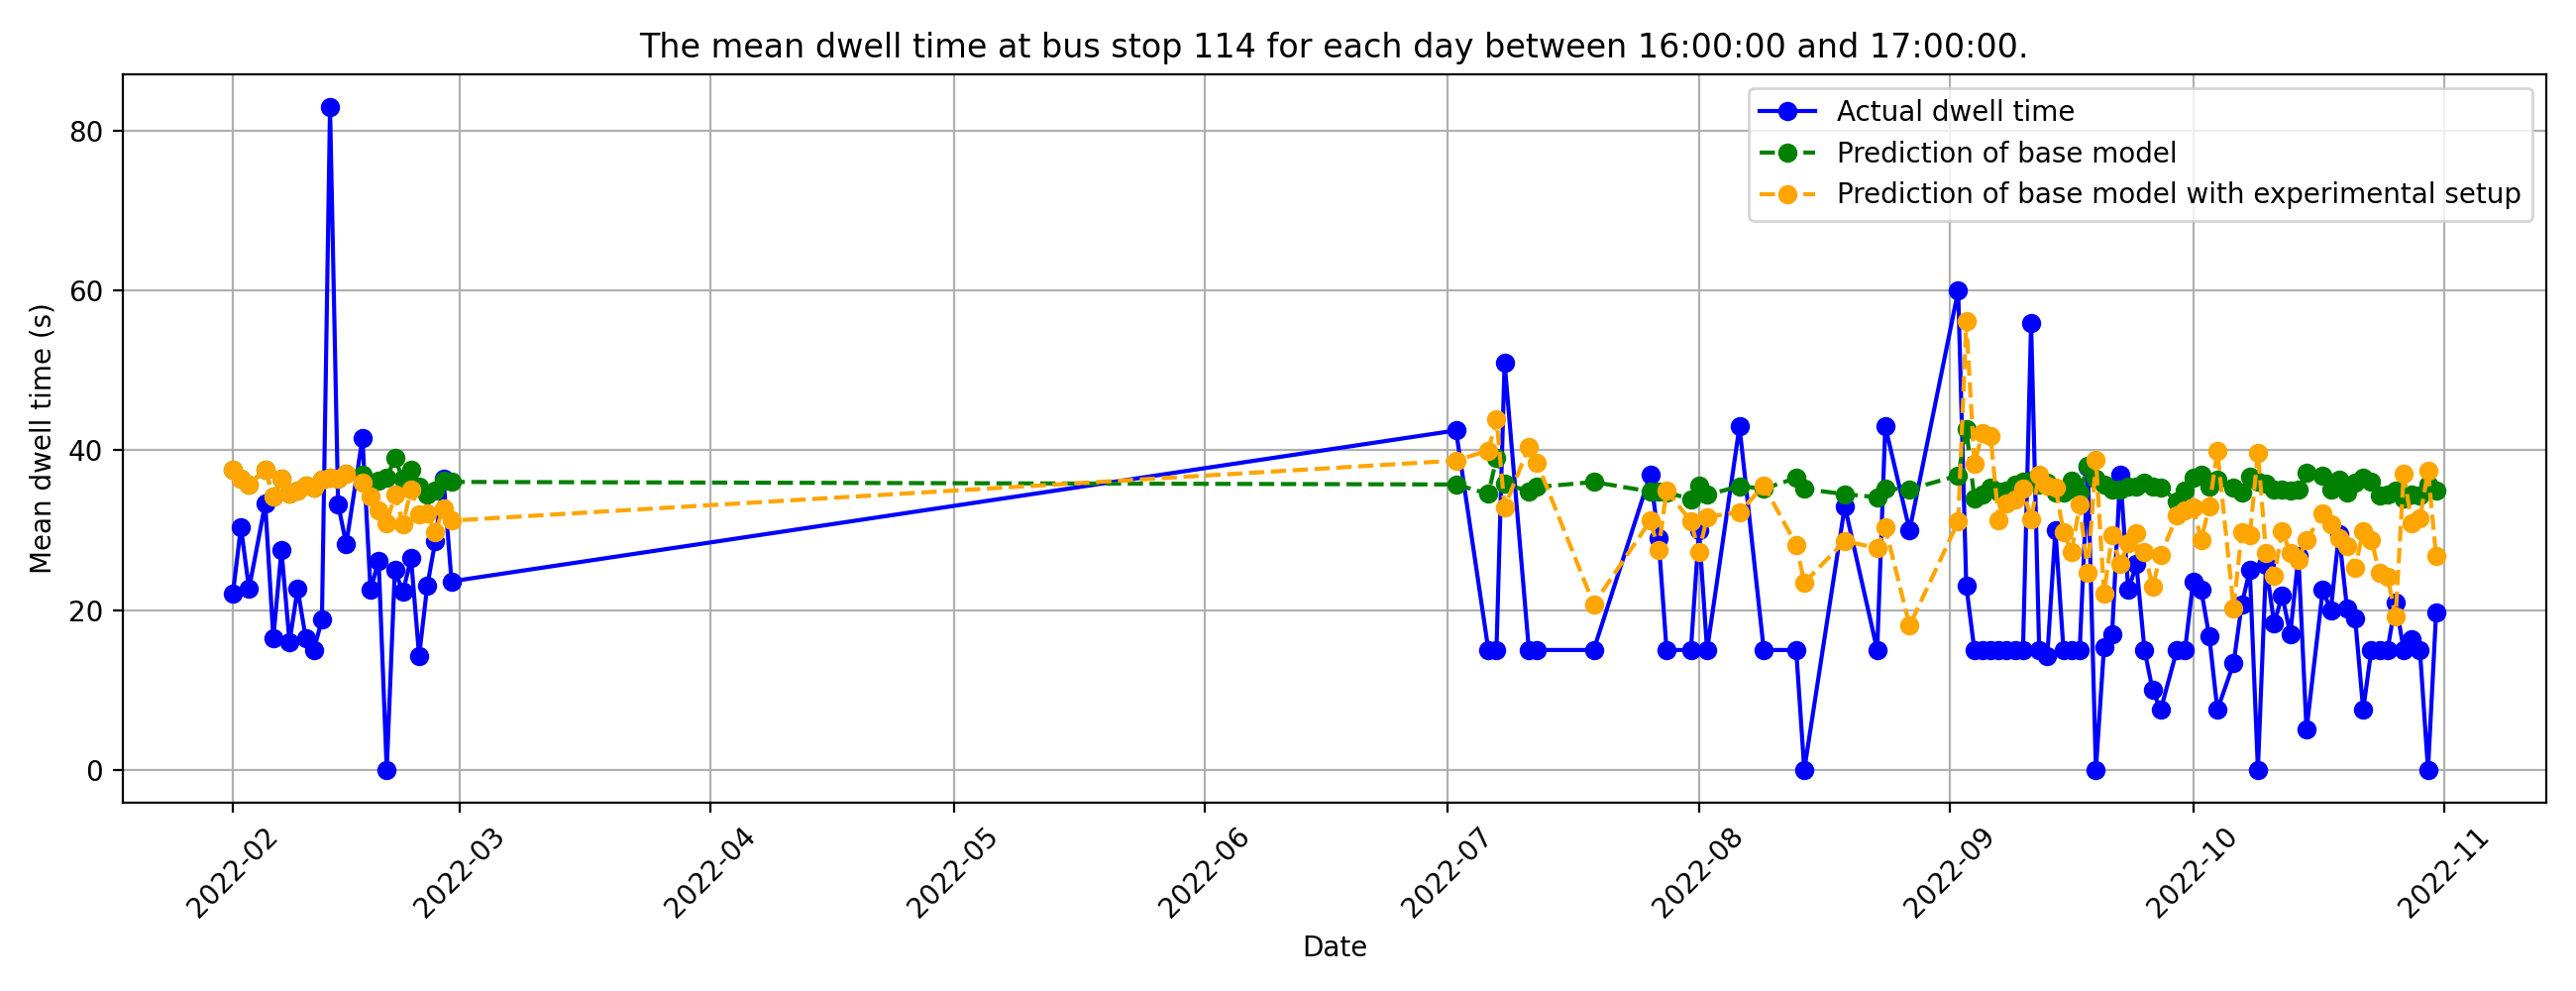 The mean dwell time at bus stop 114 for each day between 16:00:00 and 17:00:00.
Actual dwell time
Prediction of base model
Prediction of base model with experimental setup
Mean dwell time (s)
80
60
40
20
0
2022-02
2022-03
2022-04
2022-05
2022-06
2022-07
2022-08
2022-09
2022-10
2022-11
Date